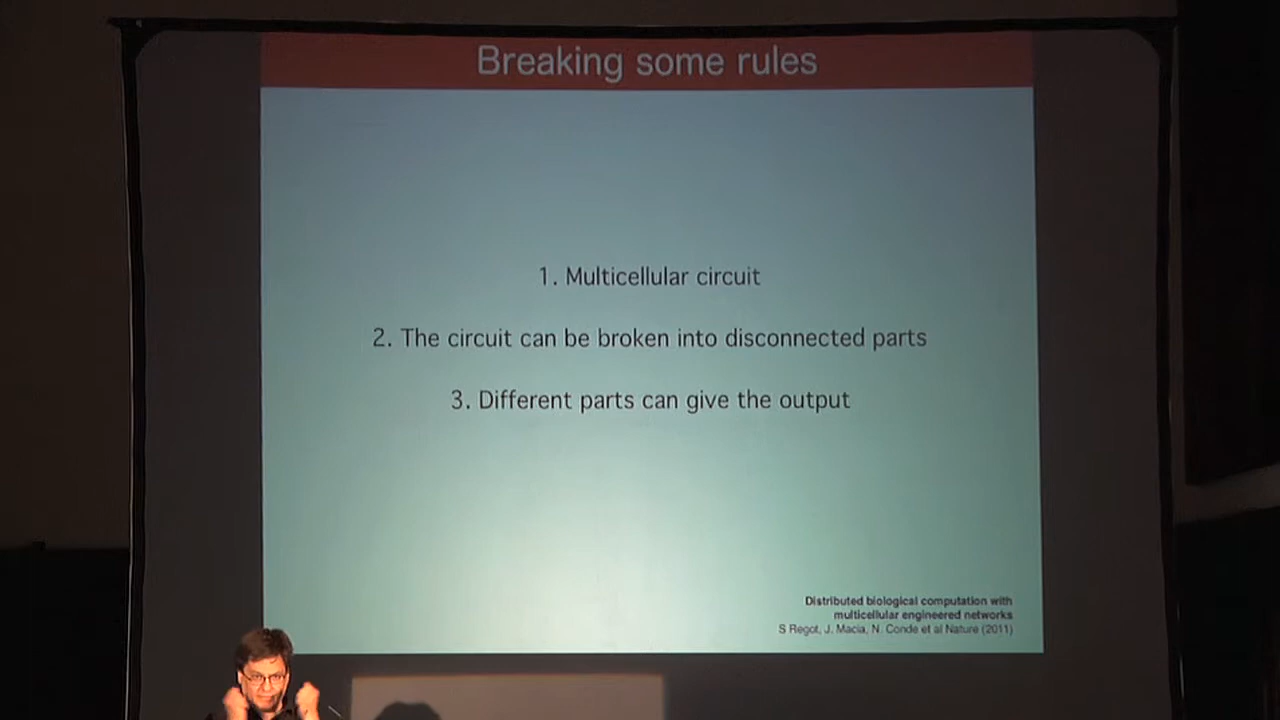 Breaking some rules
1. Multicellular circuit
2. The circuit can be broken into disconnected parts
3. Different parts can give the output
Distributed biological computation with
multicellular engineered networks
S Regot, J. Macia, N. Conde et al Nature (2011)